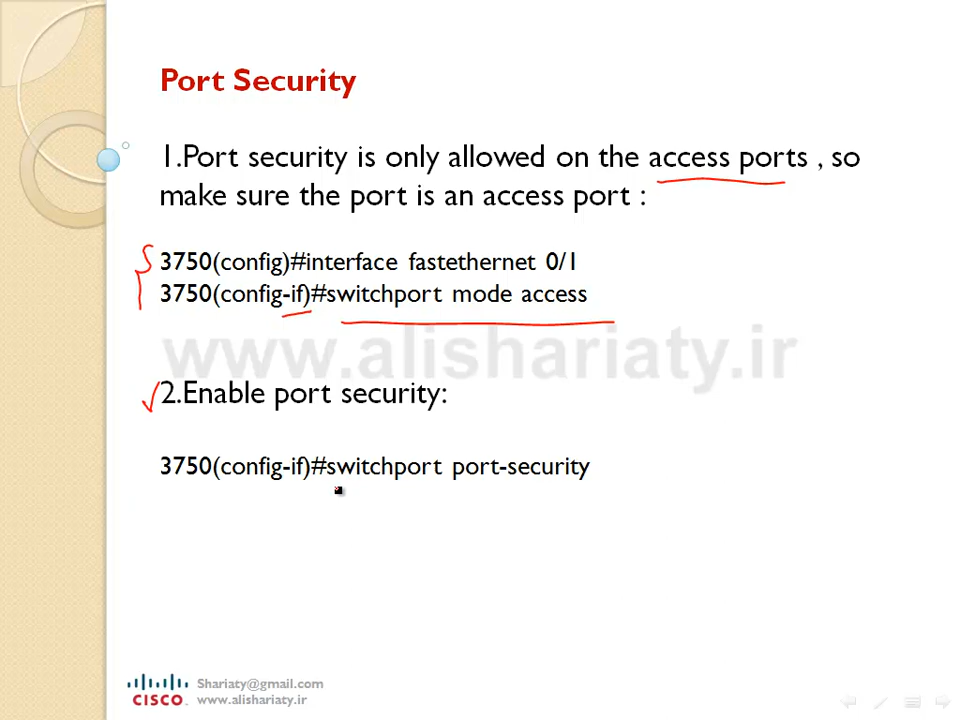 Port Security
1.Port security is only allowed on the access ports , so
make sure the port is an access port :
3750(config)#interface fastethernet 0/1
3750(config-if)#switchport mode access
www.alishariaty.ir
2.Enable port security:
3750(config-if)#switchport port-security
Shariaty@gmail.com
CISCO. www.alishariaty.ir